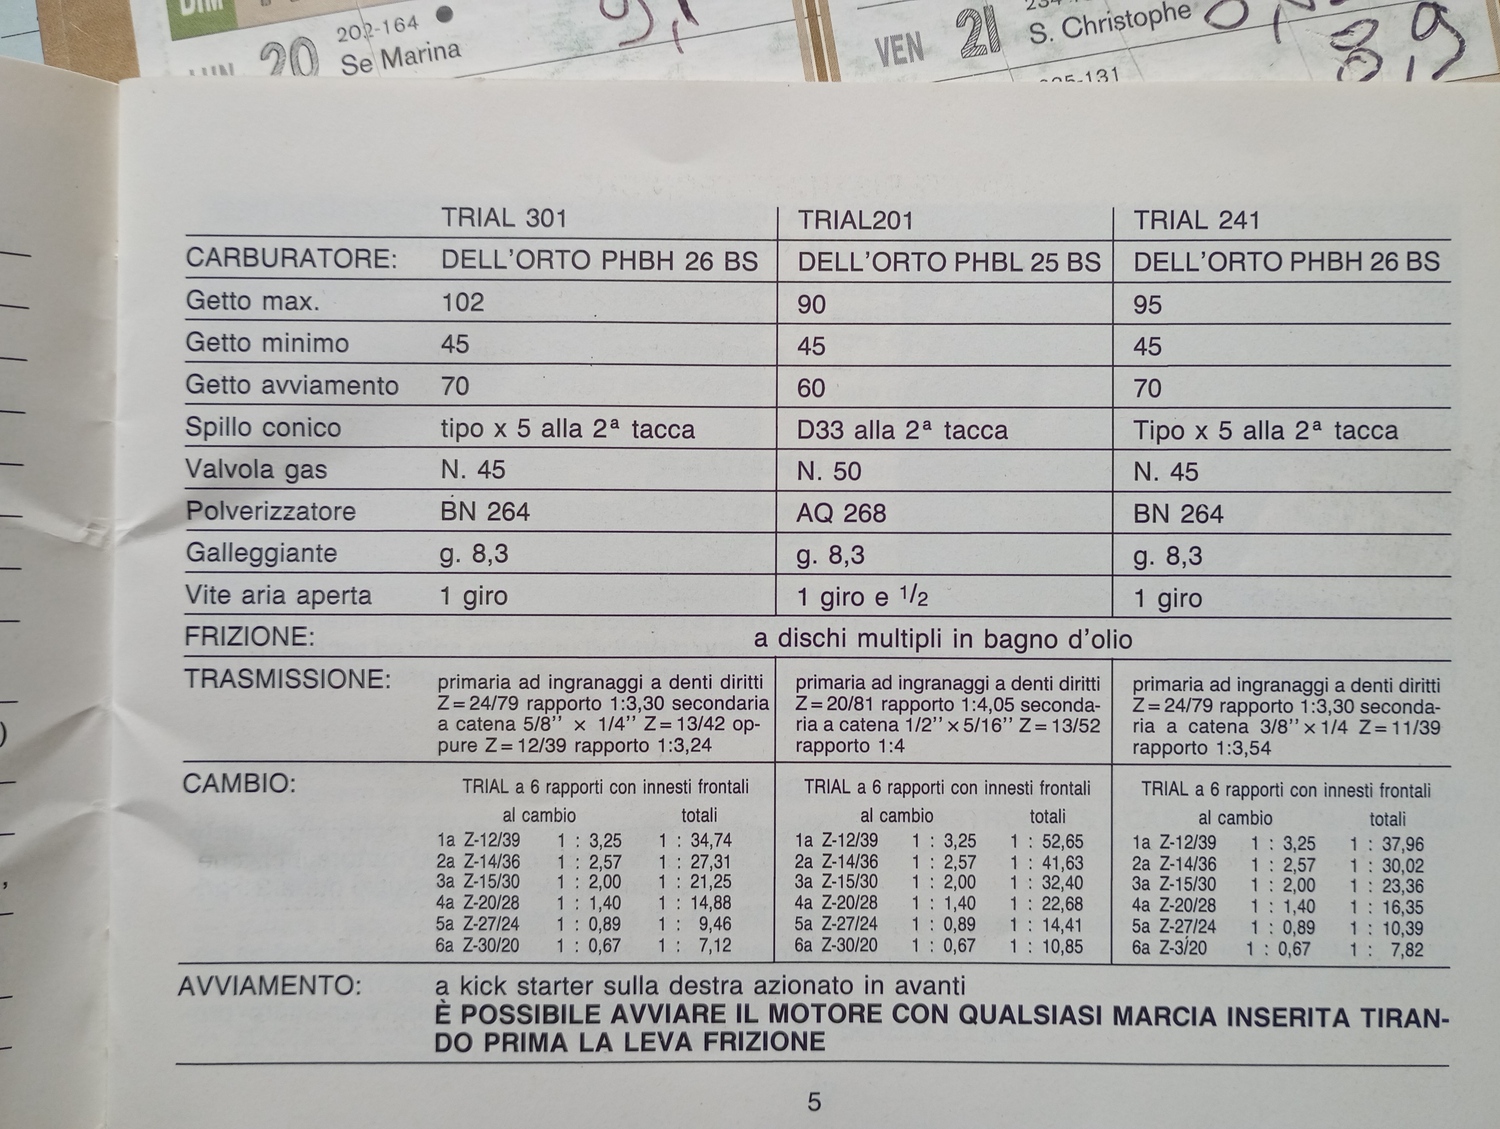 DIM
LUN 20 202-164
Se Marina
9,1
VEN 21
S. Christophe
8,9
TRIAL 301 TRIAL201 TRIAL 241
CARBURATORE: DELL'ORTO PHBH 26 BS DELL'ORTO PHBL 25 BS DELL'ORTO PHBH 26 BS
Getto max. 102 90 95
Getto minimo 45 45 45
Getto avviamento 70 60 70
Spillo conico tipo x 5 alla 2ª tacca D33 alla 2ª tacca Tipo x 5 alla 2ª tacca
Valvola gas N. 45 N. 50 N. 45
Polverizzatore BN 264 AQ 268 BN 264
Galleggiante g. 8,3 g. 8,3 g. 8,3
Vite aria aperta 1 giro 1 giro e 1/2 1 giro
FRIZIONE: a dischi multipli in bagno d'olio
TRASMISSIONE:
primaria ad ingranaggi a denti diritti
Z=24/79 rapporto 1:3,30 secondaria
a catena 5/8'' × 1/4'' Z=13/42 op-
pure Z=12/39 rapporto 1:3,24
primaria ad ingranaggi a denti diritti
Z=20/81 rapporto 1:4,05 seconda-
ria a catena 1/2''×5/16'' Z=13/52
rapporto 1:4
primaria ad ingranaggi a denti diritti
Z=24/79 rapporto 1:3,30 seconda-
ria a catena 3/8''×1/4 Z=11/39
rapporto 1:3,54
CAMBIO:
TRIAL a 6 rapporti con innesti frontali
al cambio totali
1a Z-12/39 1 : 3,25 1 : 34,74
2a Z-14/36 1 : 2,57 1 : 27,31
3a Z-15/30 1 : 2,00 1 : 21,25
4a Z-20/28 1 : 1,40 1 : 14,88
5a Z-27/24 1 : 0,89 1 : 9,46
6a Z-30/20 1 : 0,67 1 : 7,12
TRIAL a 6 rapporti con innesti frontali
al cambio totali
1a Z-12/39 1 : 3,25 1 : 52,65
2a Z-14/36 1 : 2,57 1 : 41,63
3a Z-15/30 1 : 2,00 1 : 32,40
4a Z-20/28 1 : 1,40 1 : 22,68
5a Z-27/24 1 : 0,89 1 : 14,41
6a Z-30/20 1 : 0,67 1 : 10,85
TRIAL a 6 rapporti con innesti frontali
al cambio totali
1a Z-12/39 1 : 3,25 1 : 37,96
2a Z-14/36 1 : 2,57 1 : 30,02
3a Z-15/30 1 : 2,00 1 : 23,36
4a Z-20/28 1 : 1,40 1 : 16,35
5a Z-27/24 1 : 0,89 1 : 10,39
6a Z-3/20 1 : 0,67 1 : 7,82
AVVIAMENTO: a kick starter sulla destra azionato in avanti
È POSSIBILE AVVIARE IL MOTORE CON QUALSIASI MARCIA INSERITA TIRAN-
DO PRIMA LA LEVA FRIZIONE
5